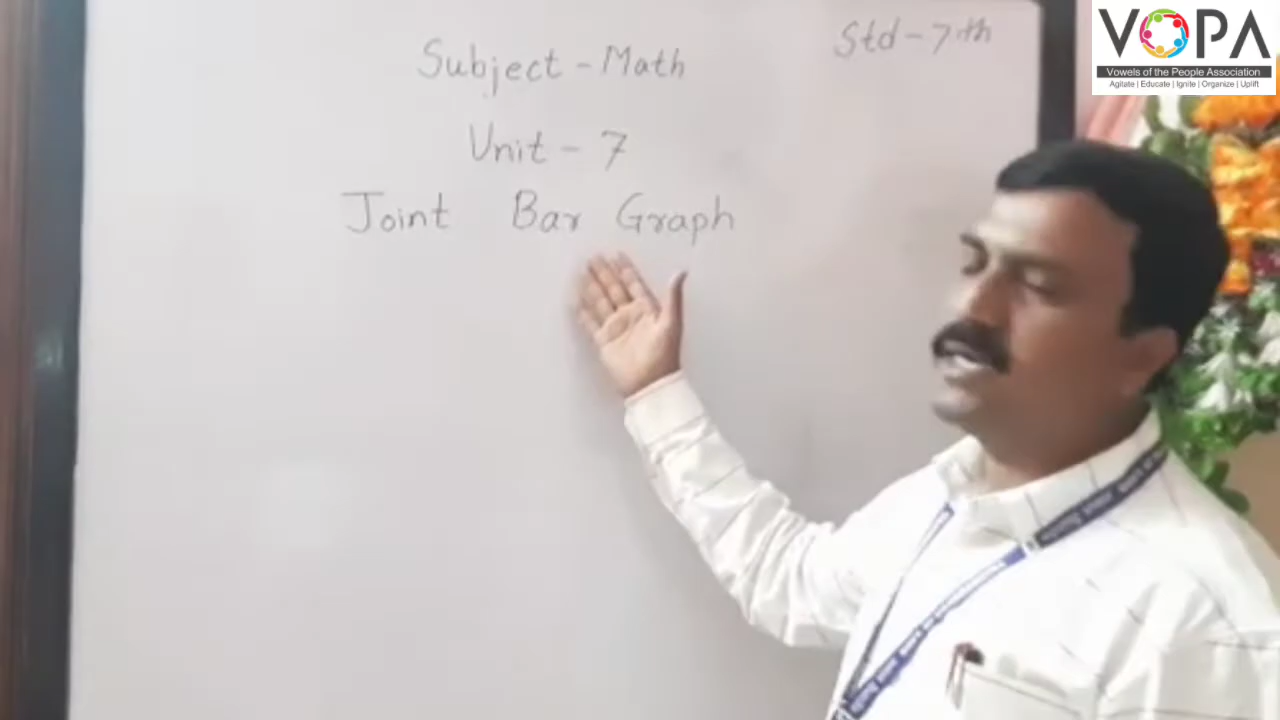 Std - 7th
Subject - Math
Unit - 7
Joint Bar Graph
VOPA
Vowels of the People Association
Agitate | Educate | Ignite | Organize | Uplift